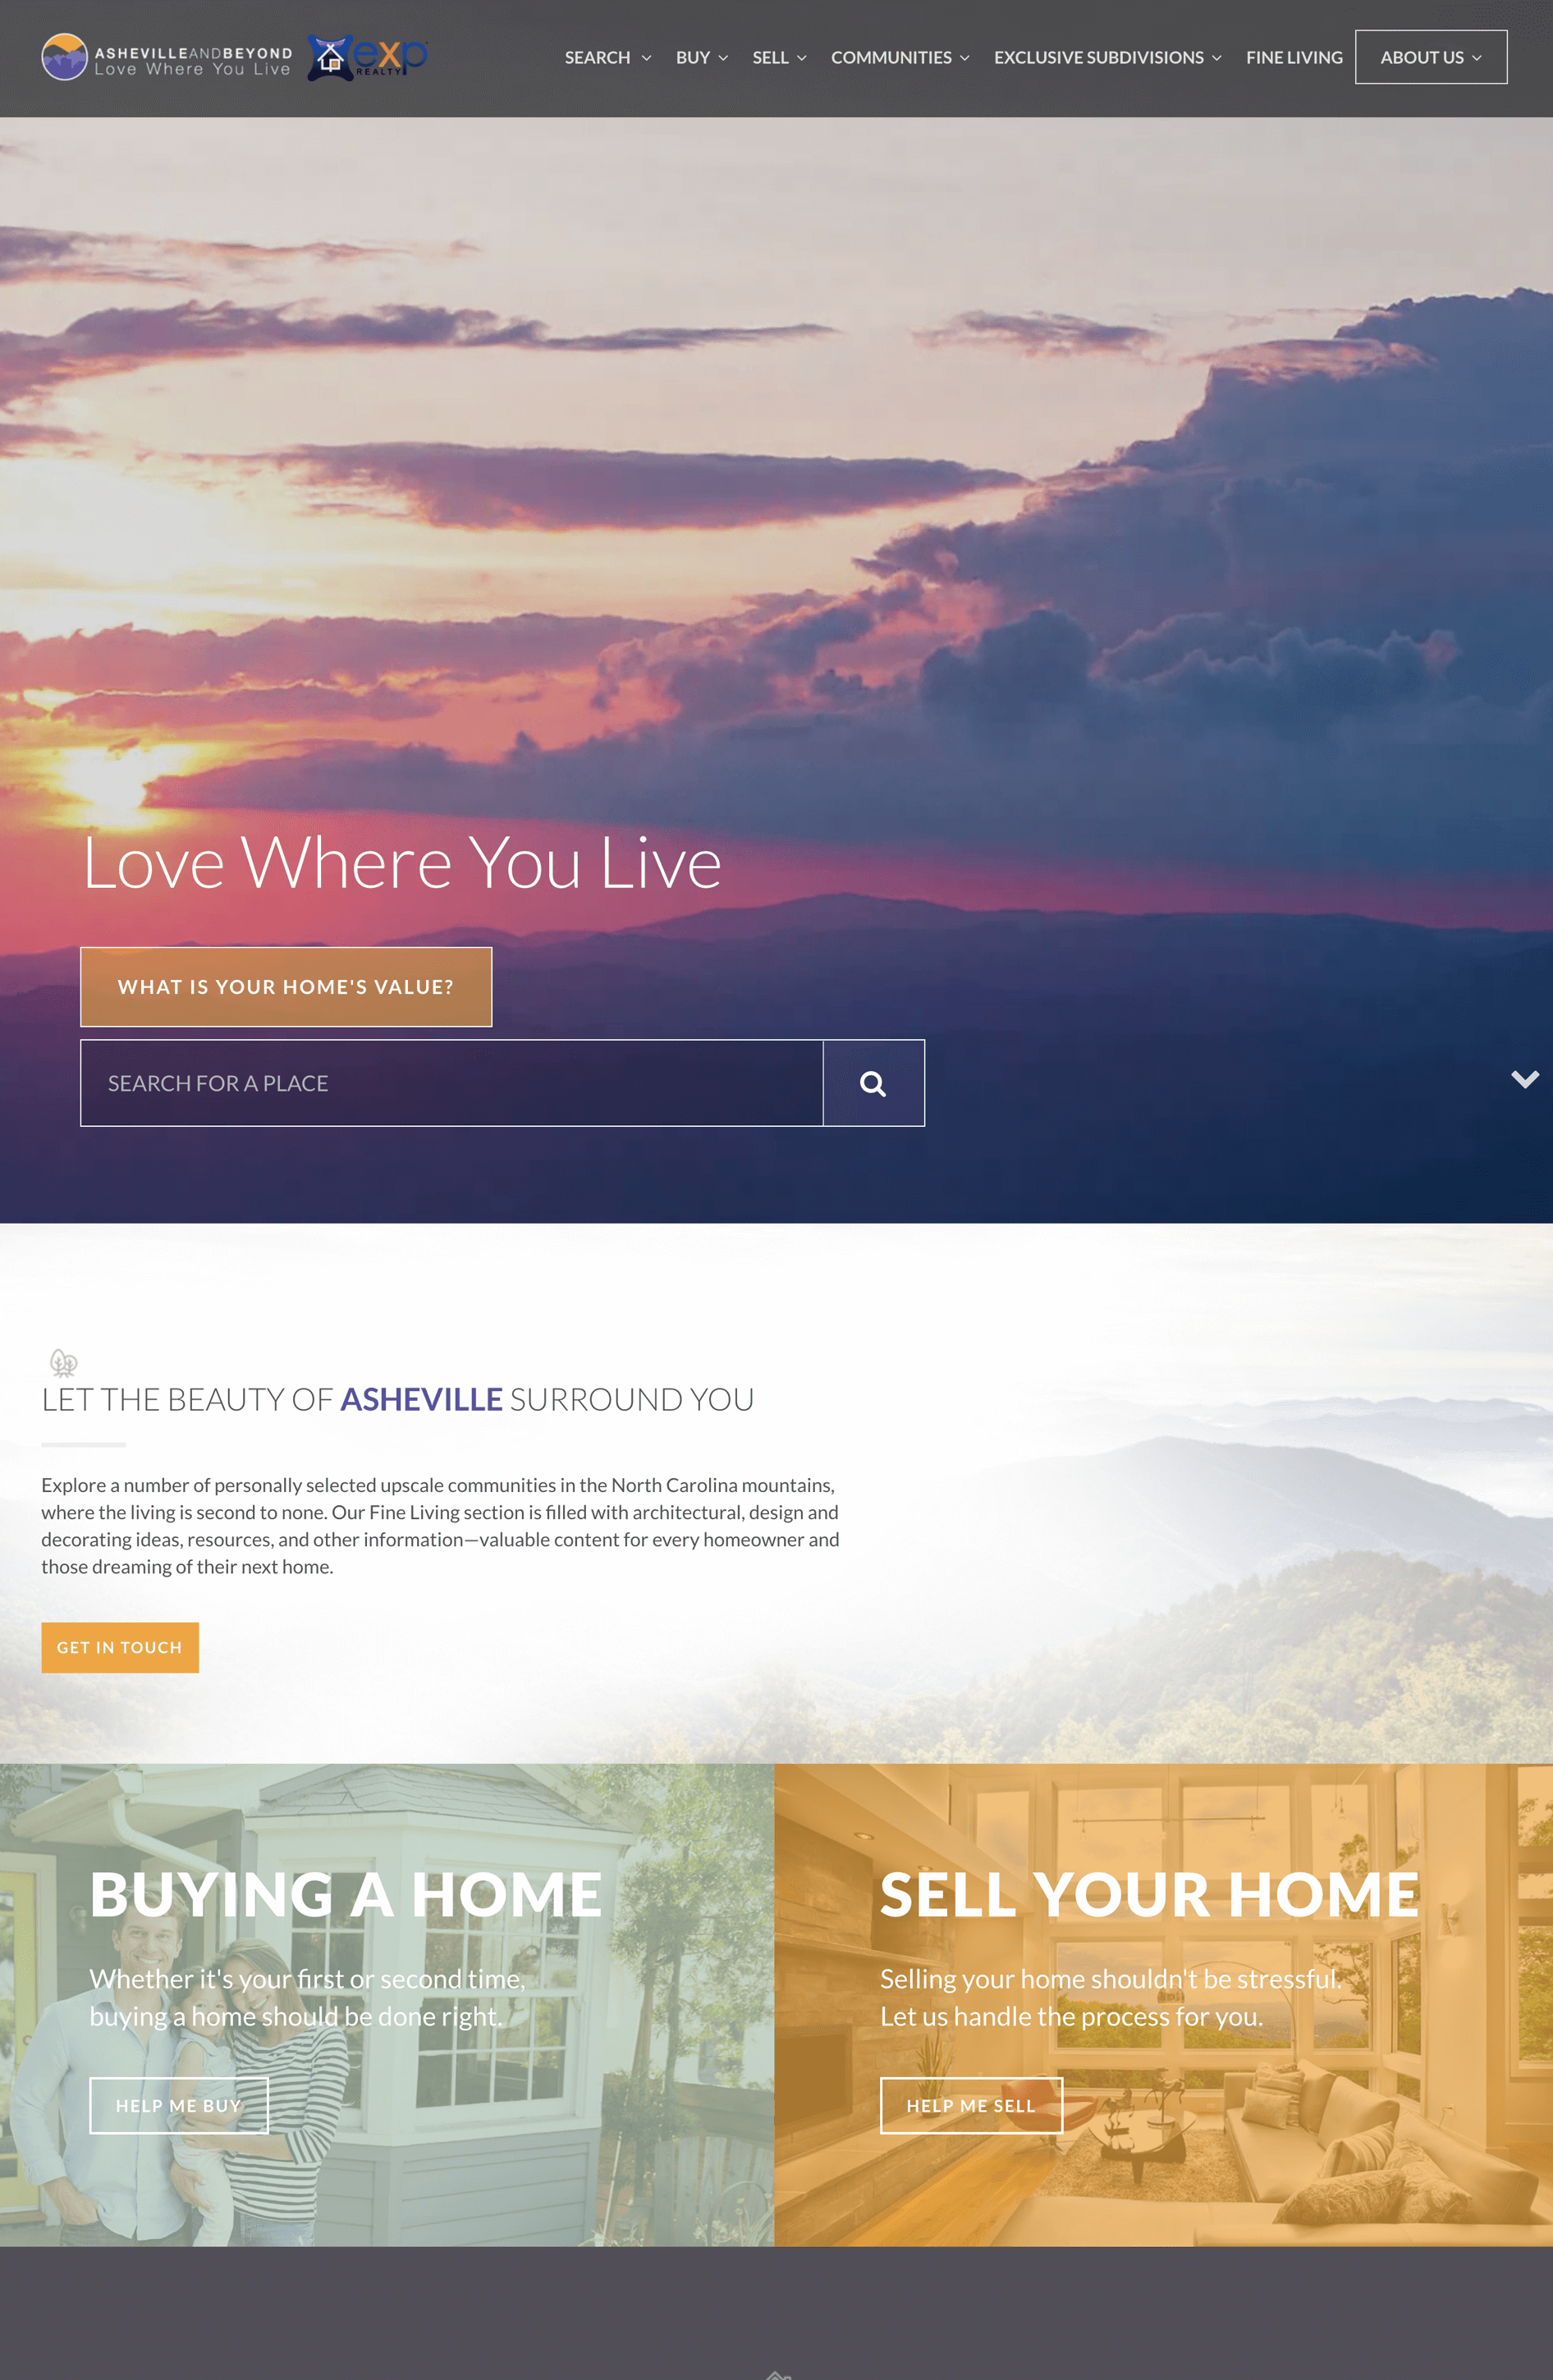 ASHEVILLEANDBEYOND
Love Where You Live
eXp
REALTY
SEARCH
BUY
SELL
COMMUNITIES
EXCLUSIVE SUBDIVISIONS
FINE LIVING
ABOUT US
Love Where You Live
WHAT IS YOUR HOME'S VALUE?
SEARCH FOR A PLACE
LET THE BEAUTY OF ASHEVILLE SURROUND YOU
Explore a number of personally selected upscale communities in the North Carolina mountains,
where the living is second to none. Our Fine Living section is filled with architectural, design and
decorating ideas, resources, and other information—valuable content for every homeowner and
those dreaming of their next home.
GET IN TOUCH
BUYING A HOME
Whether it's your first or second time,
buying a home should be done right.
HELP ME BUY
SELL YOUR HOME
Selling your home shouldn't be stressful.
Let us handle the process for you.
HELP ME SELL